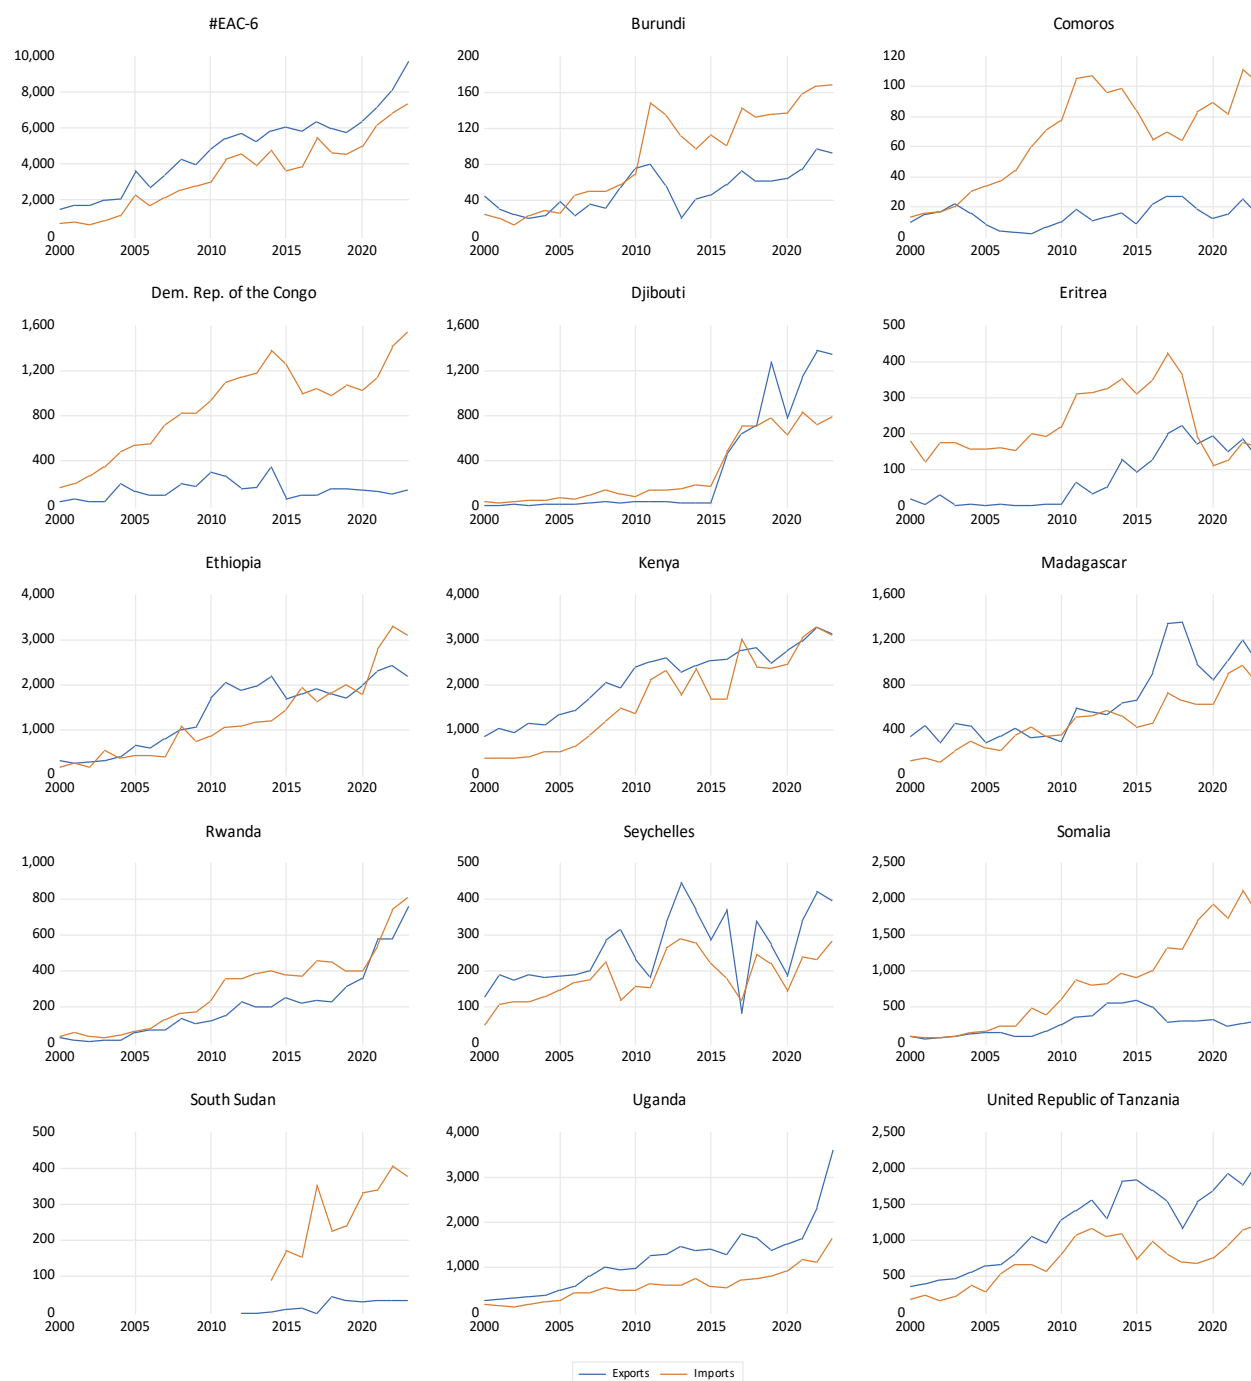 #EAC-6
Burundi
Comoros
10,000
8,000
6,000
4,000
2,000
0
2000 2005 2010 2015 2020
200
160
120
80
40
0
2000 2005 2010 2015 2020
120
100
80
60
40
20
0
2000 2005 2010 2015 2020
Dem. Rep. of the Congo
Djibouti
Eritrea
1,600
1,200
800
400
0
2000 2005 2010 2015 2020
1,600
1,200
800
400
0
2000 2005 2010 2015 2020
500
400
300
200
100
0
2000 2005 2010 2015 2020
Ethiopia
Kenya
Madagascar
4,000
3,000
2,000
1,000
0
2000 2005 2010 2015 2020
4,000
3,000
2,000
1,000
0
2000 2005 2010 2015 2020
1,600
1,200
800
400
0
2000 2005 2010 2015 2020
Rwanda
Seychelles
Somalia
1,000
800
600
400
200
0
2000 2005 2010 2015 2020
500
400
300
200
100
0
2000 2005 2010 2015 2020
2,500
2,000
1,500
1,000
500
0
2000 2005 2010 2015 2020
South Sudan
Uganda
United Republic of Tanzania
500
400
300
200
100
0
2000 2005 2010 2015 2020
4,000
3,000
2,000
1,000
0
2000 2005 2010 2015 2020
2,500
2,000
1,500
1,000
500
0
2000 2005 2010 2015 2020
Exports Imports